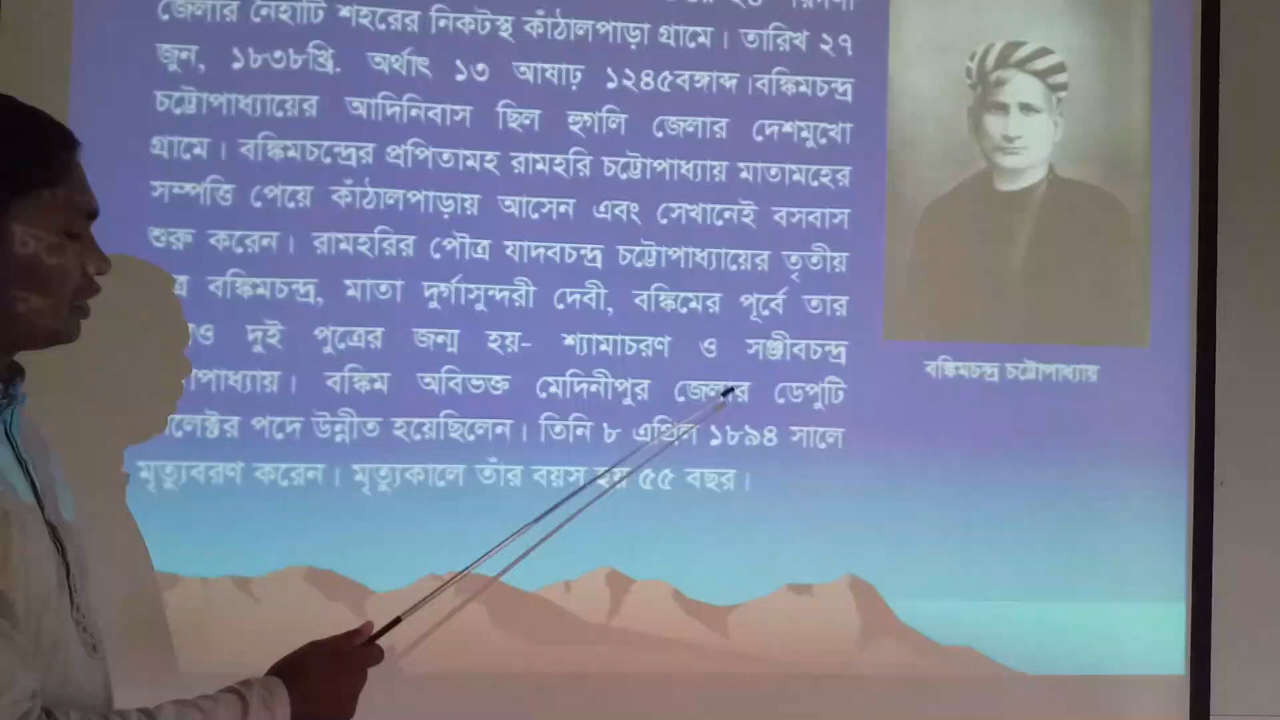 জেলার নৈহাটি শহরের নিকটস্থ কাঁঠালপাড়া গ্রামে। তারিখ ২৭
জুন, ১৮৩৮খ্রি. অর্থাৎ ১৩ আষাঢ় ১২৪৫বঙ্গাব্দ।বঙ্কিমচন্দ্র
চট্টোপাধ্যায়ের আদিনিবাস ছিল হুগলি জেলার দেশমুখো
গ্রামে। বঙ্কিমচন্দ্রের প্রপিতামহ রামহরি চট্টোপাধ্যায় মাতামহের
সম্পত্তি পেয়ে কাঁঠালপাড়ায় আসেন এবং সেখানেই বসবাস
শুরু করেন। রামহরির পৌত্র যাদবচন্দ্র চট্টোপাধ্যায়ের তৃতীয়
বঙ্কিমচন্দ্র, মাতা দুর্গাসুন্দরী দেবী, বঙ্কিমের পূর্বে তার
ও দুই পুত্রের জন্ম হয়- শ্যামাচরণ ও সঞ্জীবচন্দ্র
পাধ্যায়। বঙ্কিম অবিভক্ত মেদিনীপুর জেলার ডেপুটি
লেক্টর পদে উন্নীত হয়েছিলেন। তিনি ৮ এপ্রিল ১৮৯৪ সালে
মৃত্যুবরণ করেন। মৃত্যুকালে তাঁর বয়স হয় ৫৫ বছর।
বঙ্কিমচন্দ্র চট্টোপাধ্যায়